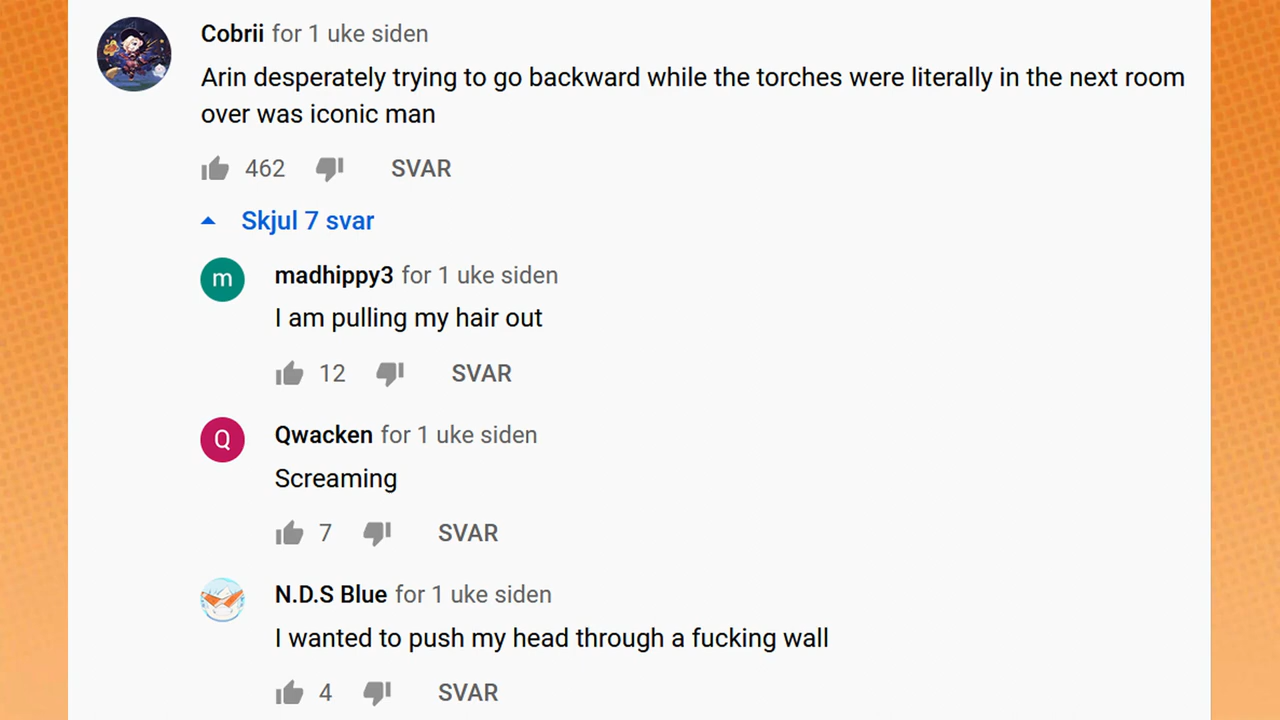 Cobrii for 1 uke siden
Arin desperately trying to go backward while the torches were literally in the next room
over was iconic man
462 SVAR
Skjul 7 svar
m madhippy3 for 1 uke siden
I am pulling my hair out
12 SVAR
Q Qwacken for 1 uke siden
Screaming
7 SVAR
N.D.S Blue for 1 uke siden
I wanted to push my head through a fucking wall
4 SVAR